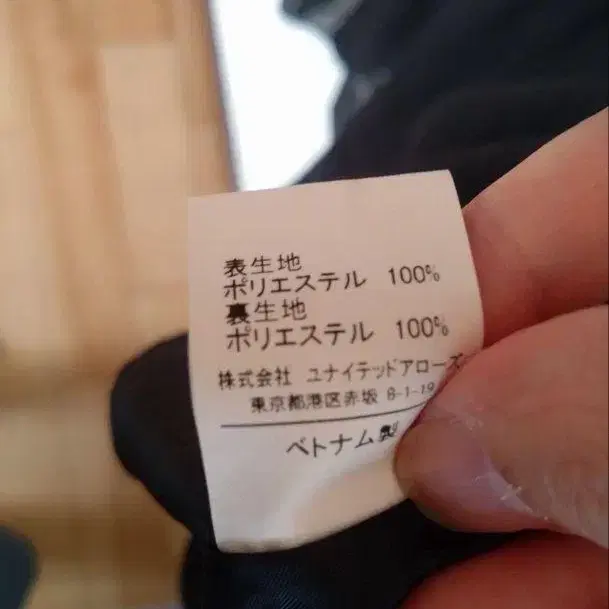 表生地
ポリエステル 100%
裏生地
ポリエステル 100%
株式会社 ユナイテッドアローズ
東京都港区赤坂 8-1-19
ベトナム製